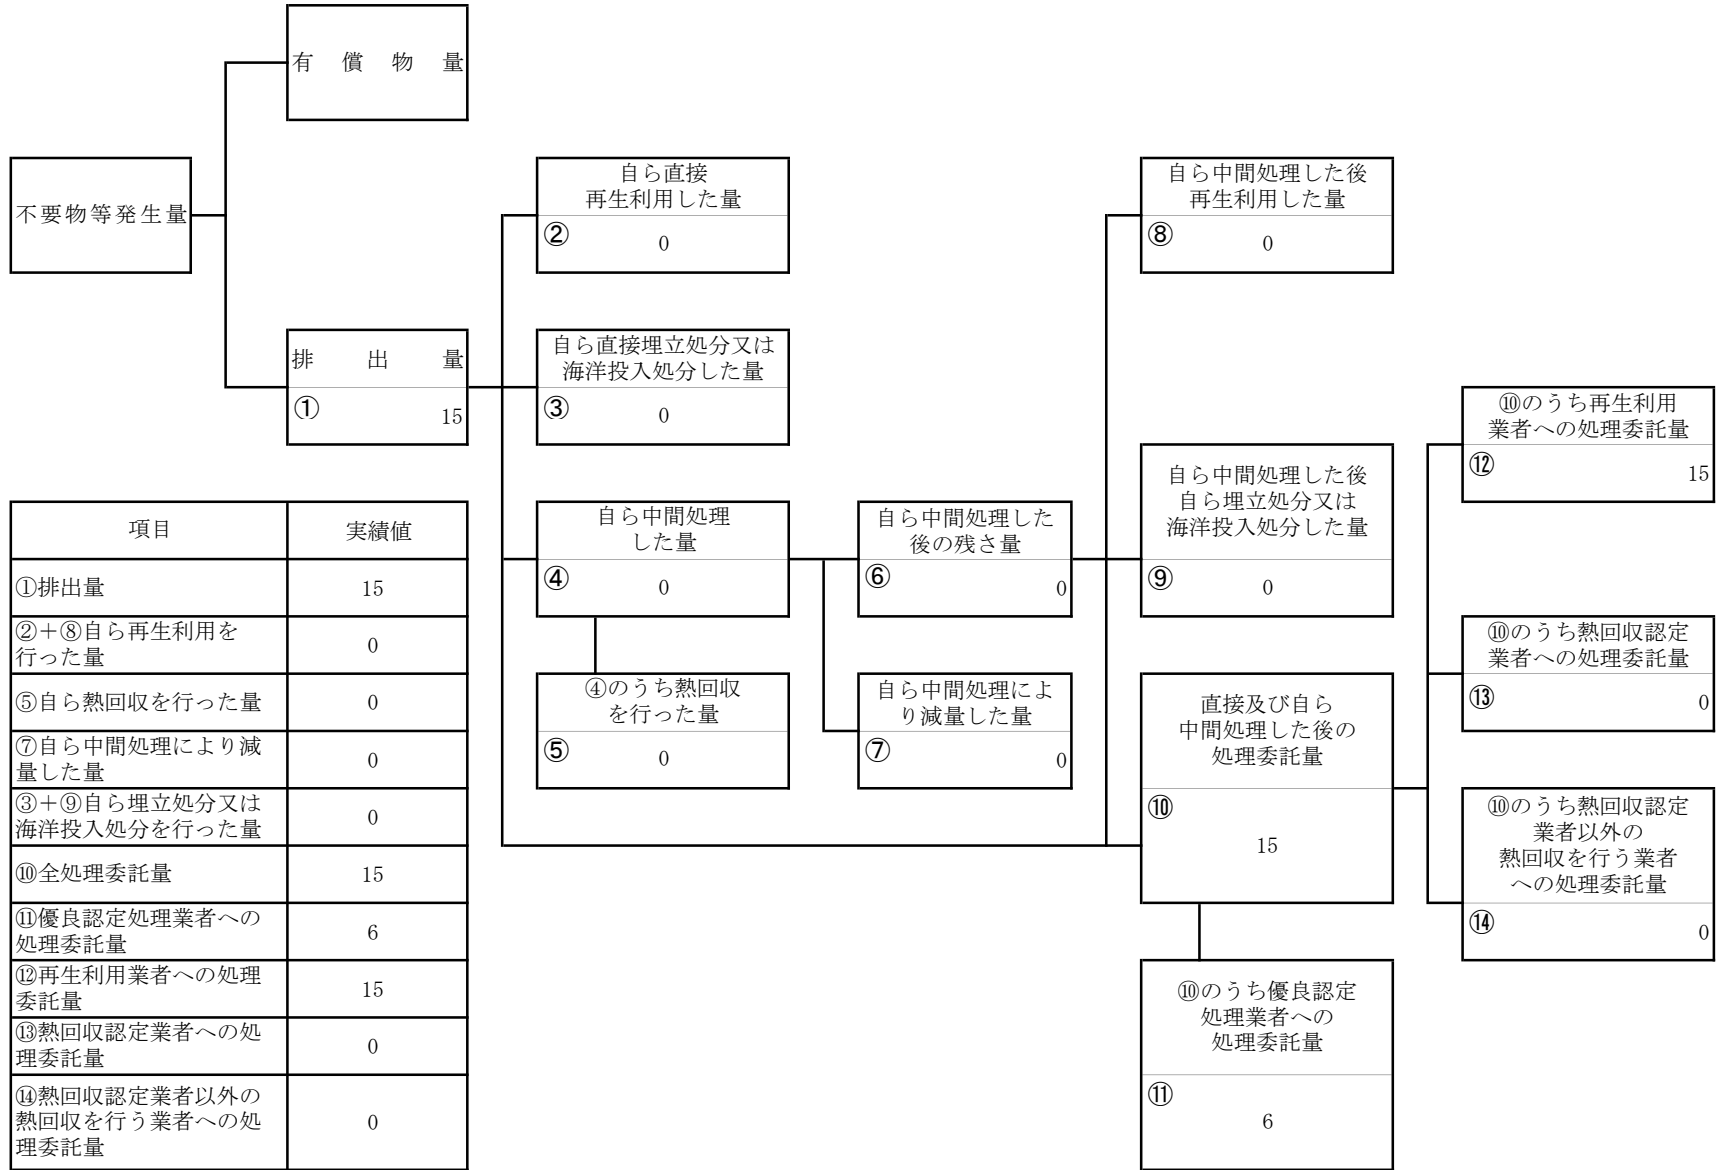 有償物量
不要物等発生量
排出量
① 15
自ら直接
再生利用した量
② 0
自ら直接埋立処分又は
海洋投入処分した量
③ 0
自ら中間処理
した量
④ 0
④のうち熱回収
を行った量
⑤ 0
自ら中間処理した
後の残さ量
⑥ 0
自ら中間処理によ
り減量した量
⑦ 0
自ら中間処理した後
再生利用した量
⑧ 0
自ら中間処理した後
自ら埋立処分又は
海洋投入処分した量
⑨ 0
直接及び自ら
中間処理した後の
処理委託量
⑩
15
⑩のうち優良認定
処理業者への
処理委託量
⑪
6
⑩のうち再生利用
業者への処理委託量
⑫ 15
⑩のうち熱回収認定
業者への処理委託量
⑬ 0
⑩のうち熱回収認定
業者以外の
熱回収を行う業者
への処理委託量
⑭ 0
項目 実績値
①排出量 15
②+⑧自ら再生利用を
行った量 0
⑤自ら熱回収を行った量 0
⑦自ら中間処理により減
量した量 0
③+⑨自ら埋立処分又は
海洋投入処分を行った量 0
⑩全処理委託量 15
⑪優良認定処理業者への
処理委託量 6
⑫再生利用業者への処理
委託量 15
⑬熱回収認定業者への処
理委託量 0
⑭熱回収認定業者以外の
熱回収を行う業者への処
理委託量 0